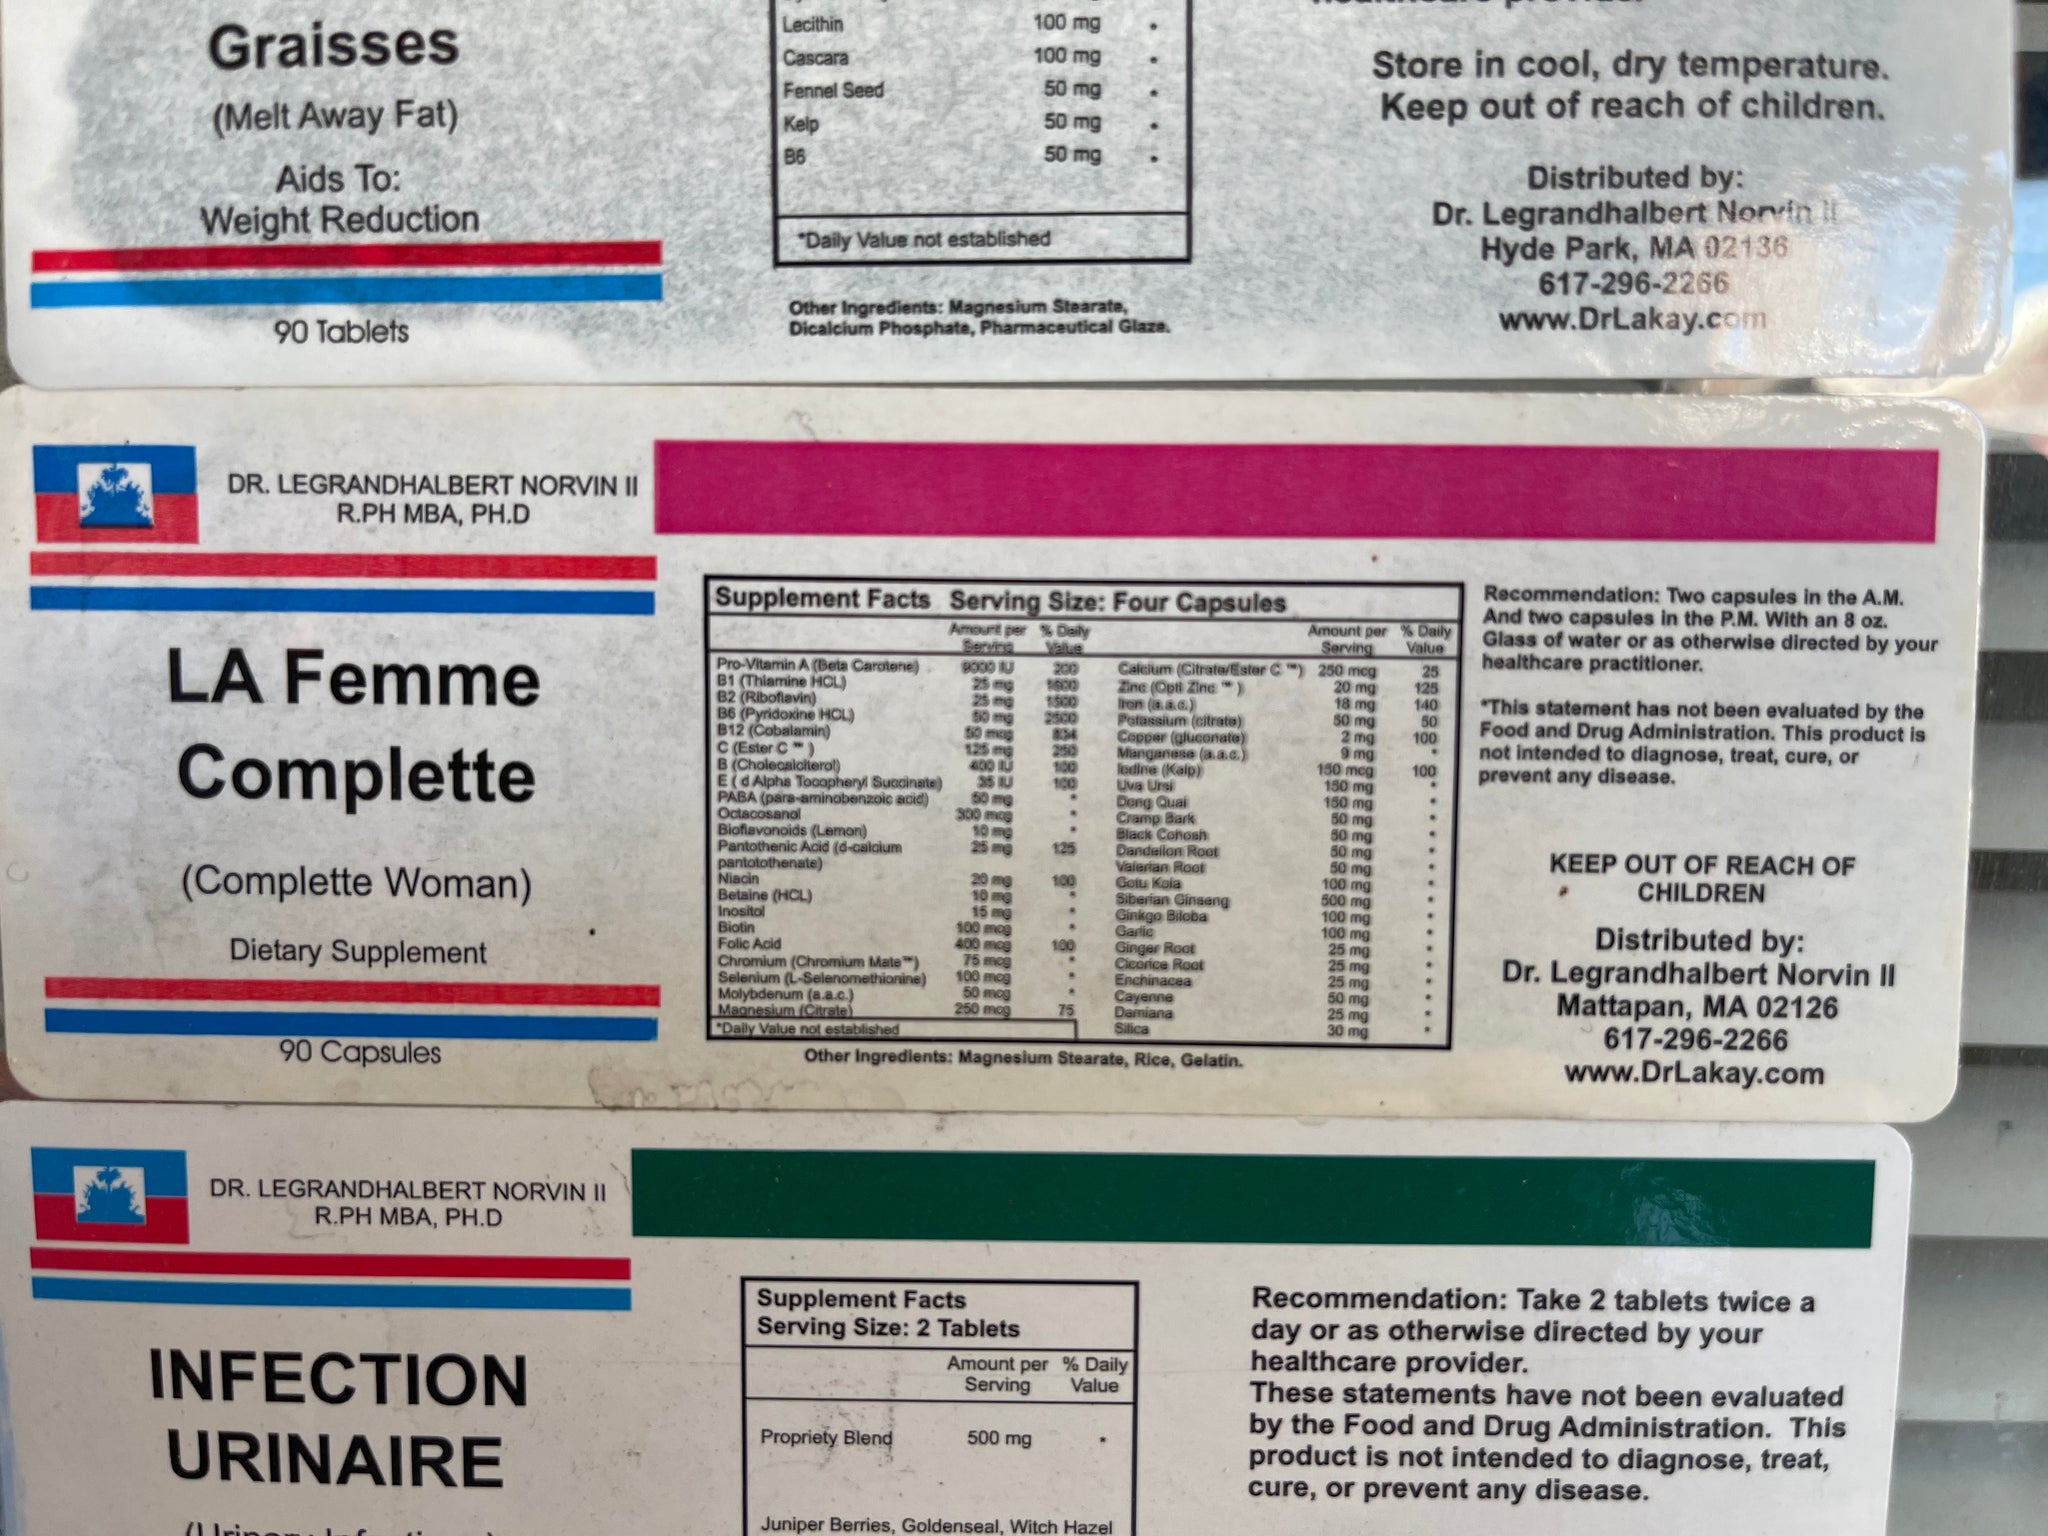 Graisses
(Melt Away Fat)
Aids To:
Weight Reduction
90 Tablets
Lecithin 100 mg *
Cascara 100 mg *
Fennel Seed 50 mg *
Kelp 50 mg *
B6 50 mg *
*Daily Value not established
Other Ingredients: Magnesium Stearate,
Dicalcium Phosphate, Pharmaceutical Glaze.
Store in cool, dry temperature.
Keep out of reach of children.
Distributed by:
Dr. Legrandhalbert Norvin II
Hyde Park, MA 02136
617-296-2266
www.DrLakay.com
DR. LEGRANDHALBERT NORVIN II
R.PH MBA, PH.D
LA Femme
Complette
(Complette Woman)
Dietary Supplement
90 Capsules
Supplement Facts Serving Size: Four Capsules
Amount per % Daily
Serving Value
Pro-Vitamin A (Beta Carotene) 9000 IU 200
B1 (Thiamine HCL) 25 mg 1600
B2 (Riboflavin) 25 mg 1500
B6 (Pyridoxine HCL) 50 mg 2500
B12 (Cobalamin) 50 mcg 834
C (Ester C ™ ) 125 mg 250
B (Cholecalciterol) 400 IU 100
E ( d Alpha Tocopheryl Succinate) 35 IU 100
PABA (para-aminobenzoic acid) 50 mg *
Octacosanol 300 mcg *
Bioflavonoids (Lemon) 10 mg *
Pantothenic Acid (d-calcium 25 mg 125
pantotothenate)
Niacin 20 mg 100
Betaine (HCL) 10 mg *
Inositol 15 mg *
Biotin 100 mcg *
Folic Acid 400 mcg 100
Chromium (Chromium Mate™) 75 mcg *
Selenium (L-Selenomethionine) 100 mcg *
Molybdenum (a.a.c.) 50 mcg *
Magnesium (Citrate) 250 mcg 75
*Daily Value not established
Amount per % Daily
Serving Value
Calcium (Citrate/Ester C ™) 250 mcg 25
Zinc (Opti Zinc ™ ) 20 mg 125
Iron (a.a.c.) 18 mg 140
Potassium (citrate) 50 mg 50
Copper (gluconate) 2 mg 100
Manganese (a.a.c.) 9 mg *
Iodine (Kelp) 150 mcg 100
Uva Ursi 150 mg *
Dong Quai 150 mg *
Cramp Bark 50 mg *
Black Cohosh 50 mg *
Dandelion Root 50 mg *
Valerian Root 50 mg *
Gotu Kola 100 mg *
Siberian Ginseng 500 mg *
Ginkgo Biloba 100 mg *
Garlic 100 mg *
Ginger Root 25 mg *
Cicorice Root 25 mg *
Enchinacea 25 mg *
Cayenne 50 mg *
Damiana 25 mg *
Silica 30 mg *
Other Ingredients: Magnesium Stearate, Rice, Gelatin.
Recommendation: Two capsules in the A.M.
And two capsules in the P.M. With an 8 oz.
Glass of water or as otherwise directed by your
healthcare practitioner.
*This statement has not been evaluated by the
Food and Drug Administration. This product is
not intended to diagnose, treat, cure, or
prevent any disease.
KEEP OUT OF REACH OF
CHILDREN
Distributed by:
Dr. Legrandhalbert Norvin II
Mattapan, MA 02126
617-296-2266
www.DrLakay.com
DR. LEGRANDHALBERT NORVIN II
R.PH MBA, PH.D
INFECTION
URINAIRE
Supplement Facts
Serving Size: 2 Tablets
Amount per % Daily
Serving Value
Propriety Blend 500 mg *
Juniper Berries, Goldenseal, Witch Hazel
Recommendation: Take 2 tablets twice a
day or as otherwise directed by your
healthcare provider.
These statements have not been evaluated
by the Food and Drug Administration. This
product is not intended to diagnose, treat,
cure, or prevent any disease.